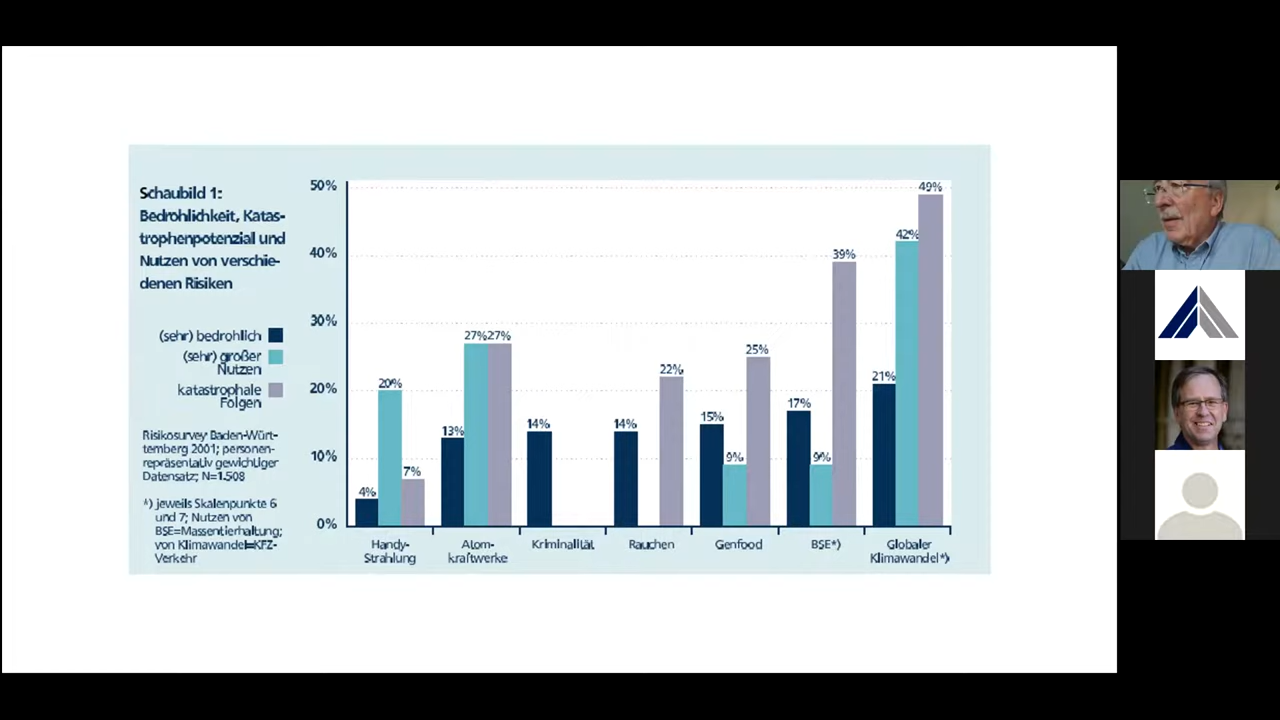 Schaubild 1:
Bedrohlichkeit, Katas-
trophenpotenzial und
Nutzen von verschie-
denen Risiken
(sehr) bedrohlich
(sehr) großer
Nutzen
katastrophale
Folgen
Risikosurvey Baden-Würt-
temberg 2001; personen-
repräsentativ gewichtiger
Datensatz; N=1.508
*) jeweils Skalenpunkte 6
und 7; Nutzen von
BSE=Massentierhaltung;
von Klimawandel=KFZ-
Verkehr
50%
40%
30%
20%
10%
0%
4%
20%
7%
13%
27%
27%
14%
14%
22%
15%
9%
25%
17%
9%
39%
21%
42%
49%
Handy-
Strahlung
Atom-
kraftwerke
Kriminalität
Rauchen
Genfood
BSE*)
Globaler
Klimawandel*)